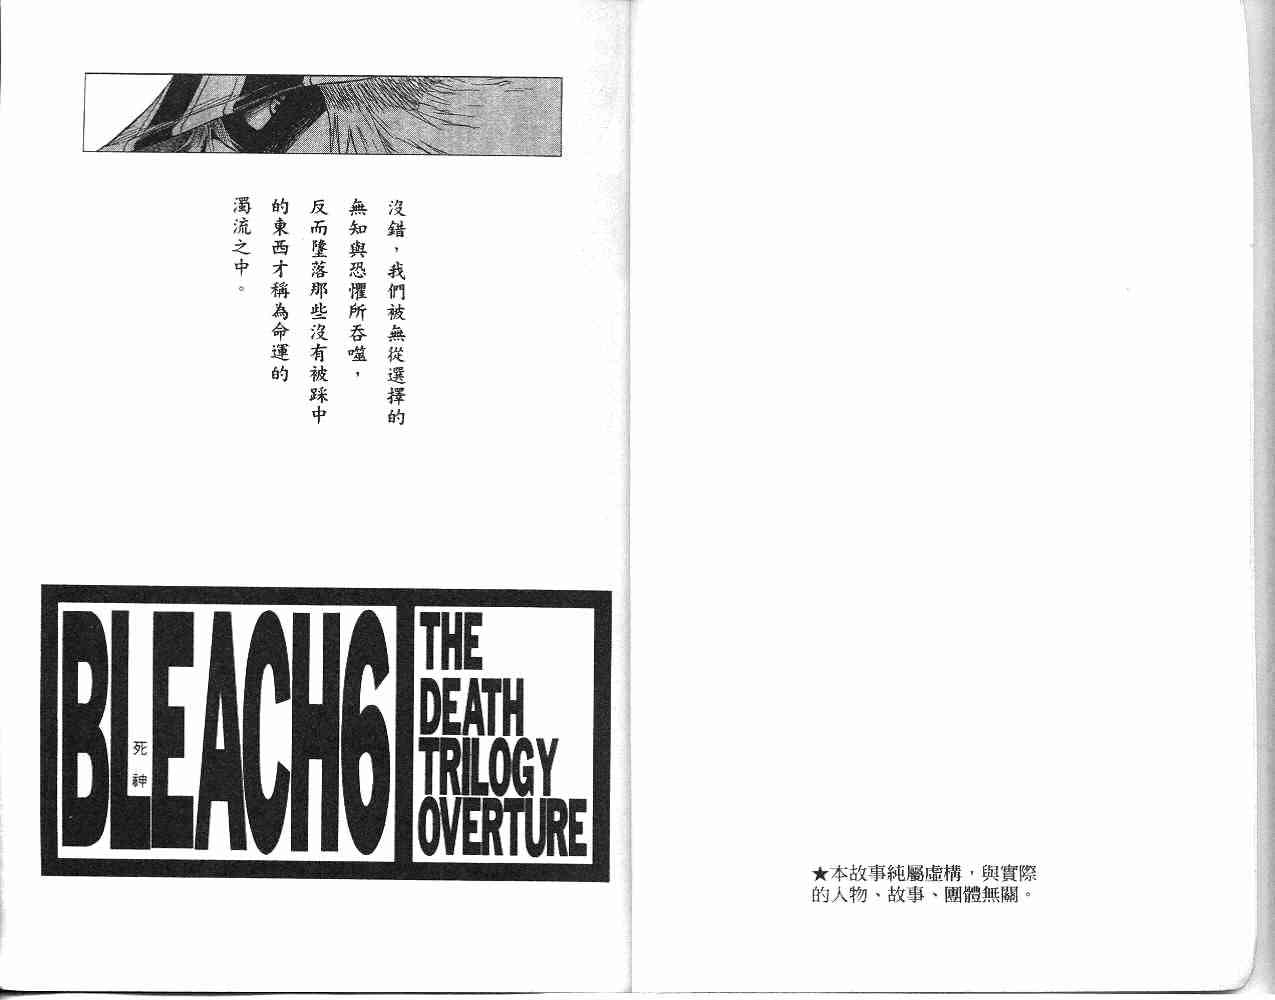 沒錯，我們被無從選擇的
無知與恐懼所吞噬，
反而墮落那些沒有被踩中
的東西才稱為命運的
濁流之中。
BLEACH6
死神
THE
DEATH
TRILOGY
OVERTURE
★本故事純屬虛構，與實際
的人物、故事、團體無關。